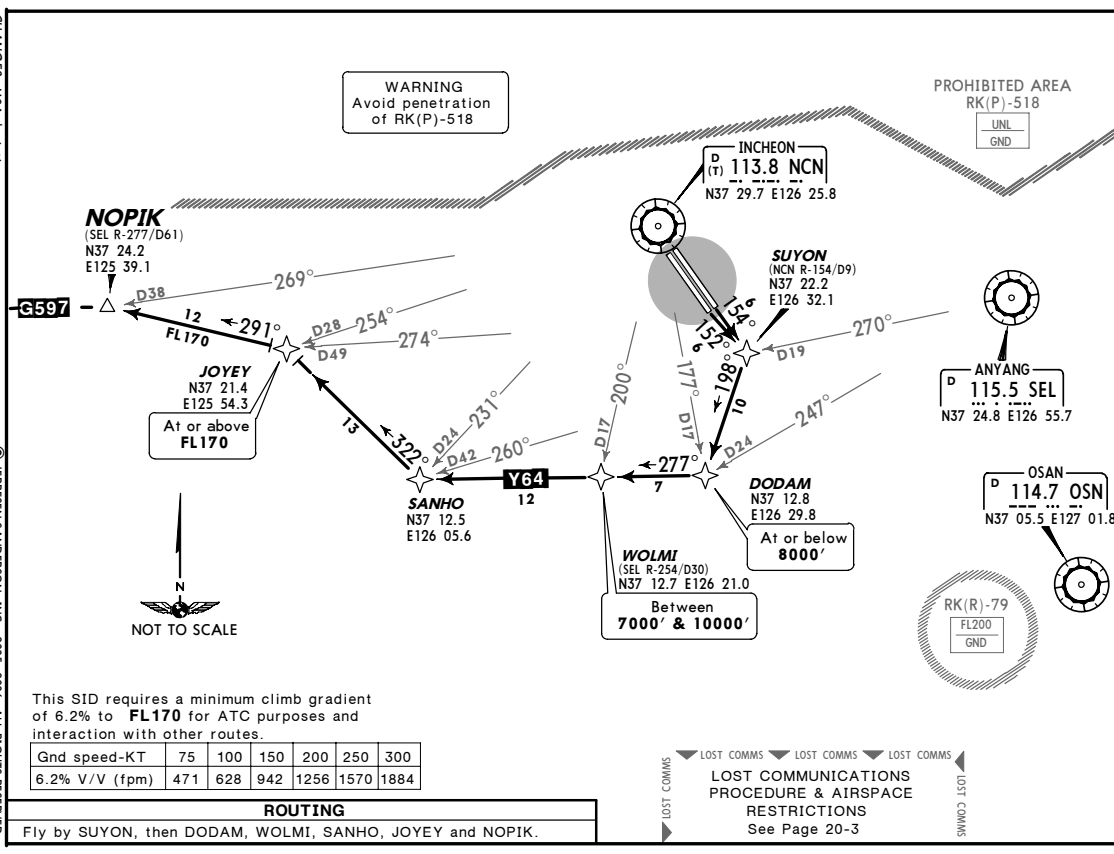 WARNING
Avoid penetration
of RK(P)-518
PROHIBITED AREA
RK(P)-518
UNL
GND
INCHEON
D
(T) 113.8 NCN
N37 29.7 E126 25.8
NOPIK
(SEL R-277/D61)
N37 24.2
E125 39.1
SUYON
(NCN R-154/D9)
N37 22.2
E126 32.1
G597
D38
269°
12
FL170
291°
D28
254°
D49
274°
JOYEY
N37 21.4
E125 54.3
At or above
FL170
13
322°
D24
231°
D42
260°
SANHO
N37 12.5
E126 05.6
Y64
12
D17
200°
277°
7
D17
177°
154°
6
152°
6
198°
10
D19
270°
D24
247°
ANYANG
D 115.5 SEL
N37 24.8 E126 55.7
OSAN
D 114.7 OSN
N37 05.5 E127 01.8
DODAM
N37 12.8
E126 29.8
At or below
8000'
WOLMI
(SEL R-254/D30)
N37 12.7 E126 21.0
Between
7000' & 10000'
RK(R)-79
FL200
GND
N
NOT TO SCALE
This SID requires a minimum climb gradient
of 6.2% to FL170 for ATC purposes and
interaction with other routes.
Gnd speed-KT 75 100 150 200 250 300
6.2% V/V (fpm) 471 628 942 1256 1570 1884
ROUTING
Fly by SUYON, then DODAM, WOLMI, SANHO, JOYEY and NOPIK.
LOST COMMS LOST COMMS LOST COMMS
LOST COMMS
LOST COMMS
LOST COMMUNICATIONS
PROCEDURE & AIRSPACE
RESTRICTIONS
See Page 20-3